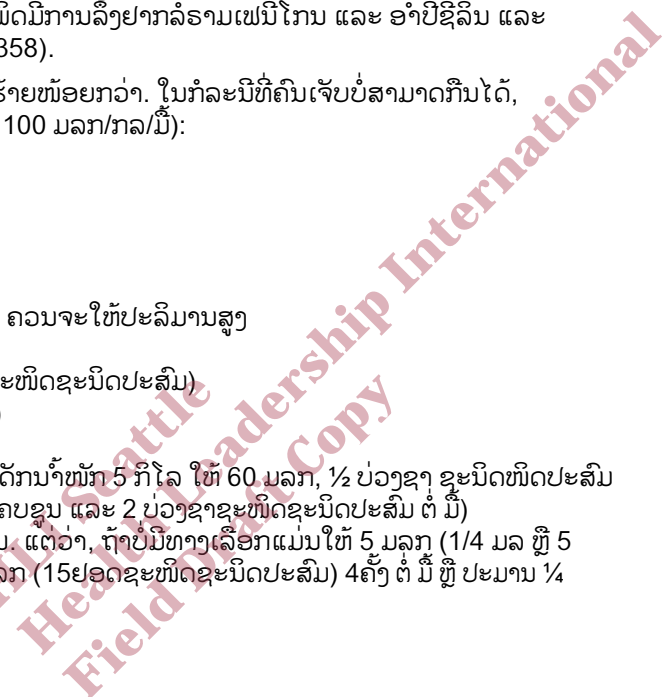 ພິດມີການລຶ້ງຢາກລໍຣາມເຟນີໂກນ ແລະ ອຳປີຊີລິນ ແລະ
358).
ຮ້າຍໜ້ອຍກວ່າ. ໃນກໍລະນີທີ່ຄົນເຈັບບໍ່ສາມາດກືນໄດ້,
100 ມລກ/ກລ/ມື້):
ຄວນຈະໃຫ້ປະລິມານສູງ
ະໜິດຊະນິດປະສົມ)
)
ດັກນ້ຳໜັກ 5 ກິໂລ ໃຫ້ 60 ມລກ, ½ ບ່ວງຊາ ຊະນິດໜິດປະສົມ
ຄບຊູນ ແລະ 2 ບ່ວງຊາຊະໜິດຊະນິດປະສົມ ຕໍ່ ມື້)
ນ. ແຕ່ວ່າ, ຖ້າບໍ່ມີທາງເລືອກແມ່ນໃຫ້ 5 ມລກ (1/4 ມລ ຫຼື 5
ລກ (15ຢອດຊະໜິດຊະນິດປະສົມ) 4ຄັ້ງ ຕໍ່ ມື້ ຫຼື ປະມານ ¼
HLI Seattle
Health Leadership International
Field Draft Copy